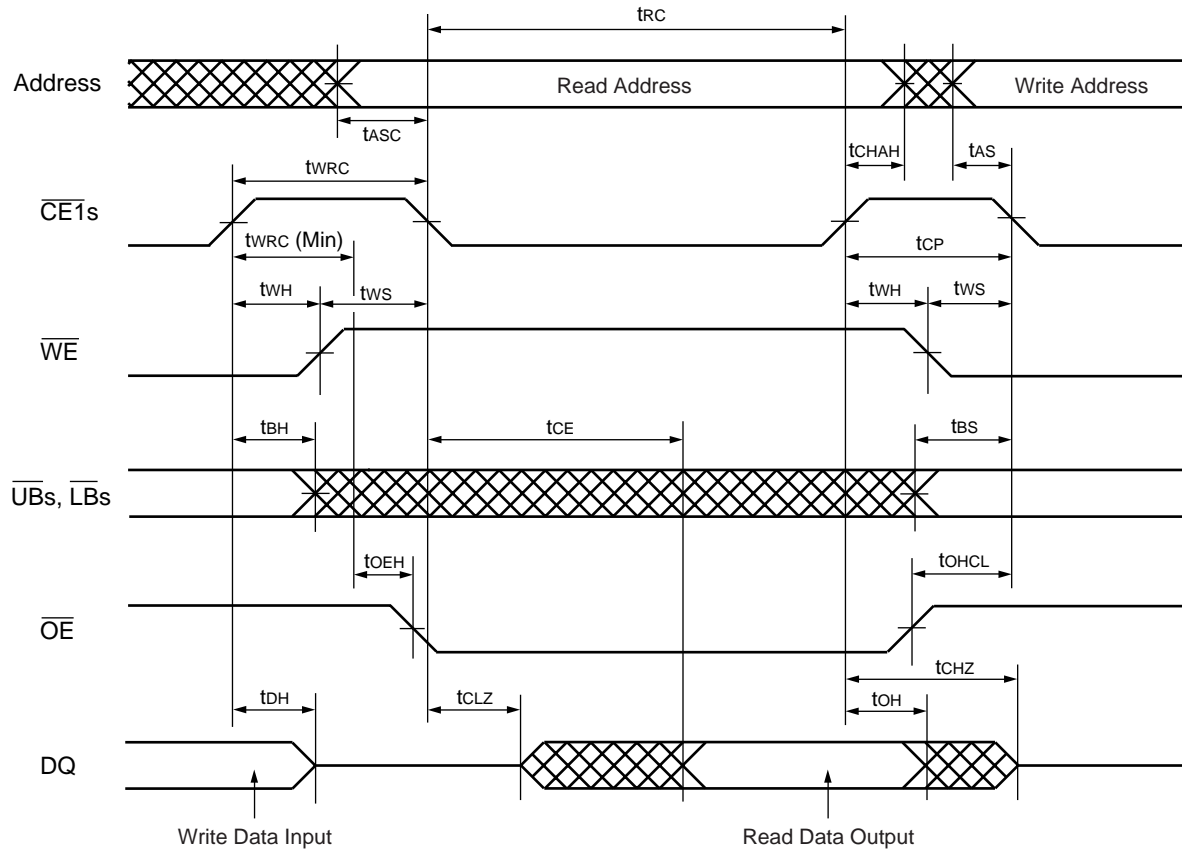 tRC
Address
Read Address
Write Address
tASC
tCHAH
tAS
tWRC
CE1s
tWRC (Min)
tCP
tWH
tWS
tWH
tWS
WE
tBH
tCE
tBS
UBs, LBs
tOEH
tOHCL
OE
tCHZ
tDH
tCLZ
tOH
DQ
Write Data Input
Read Data Output